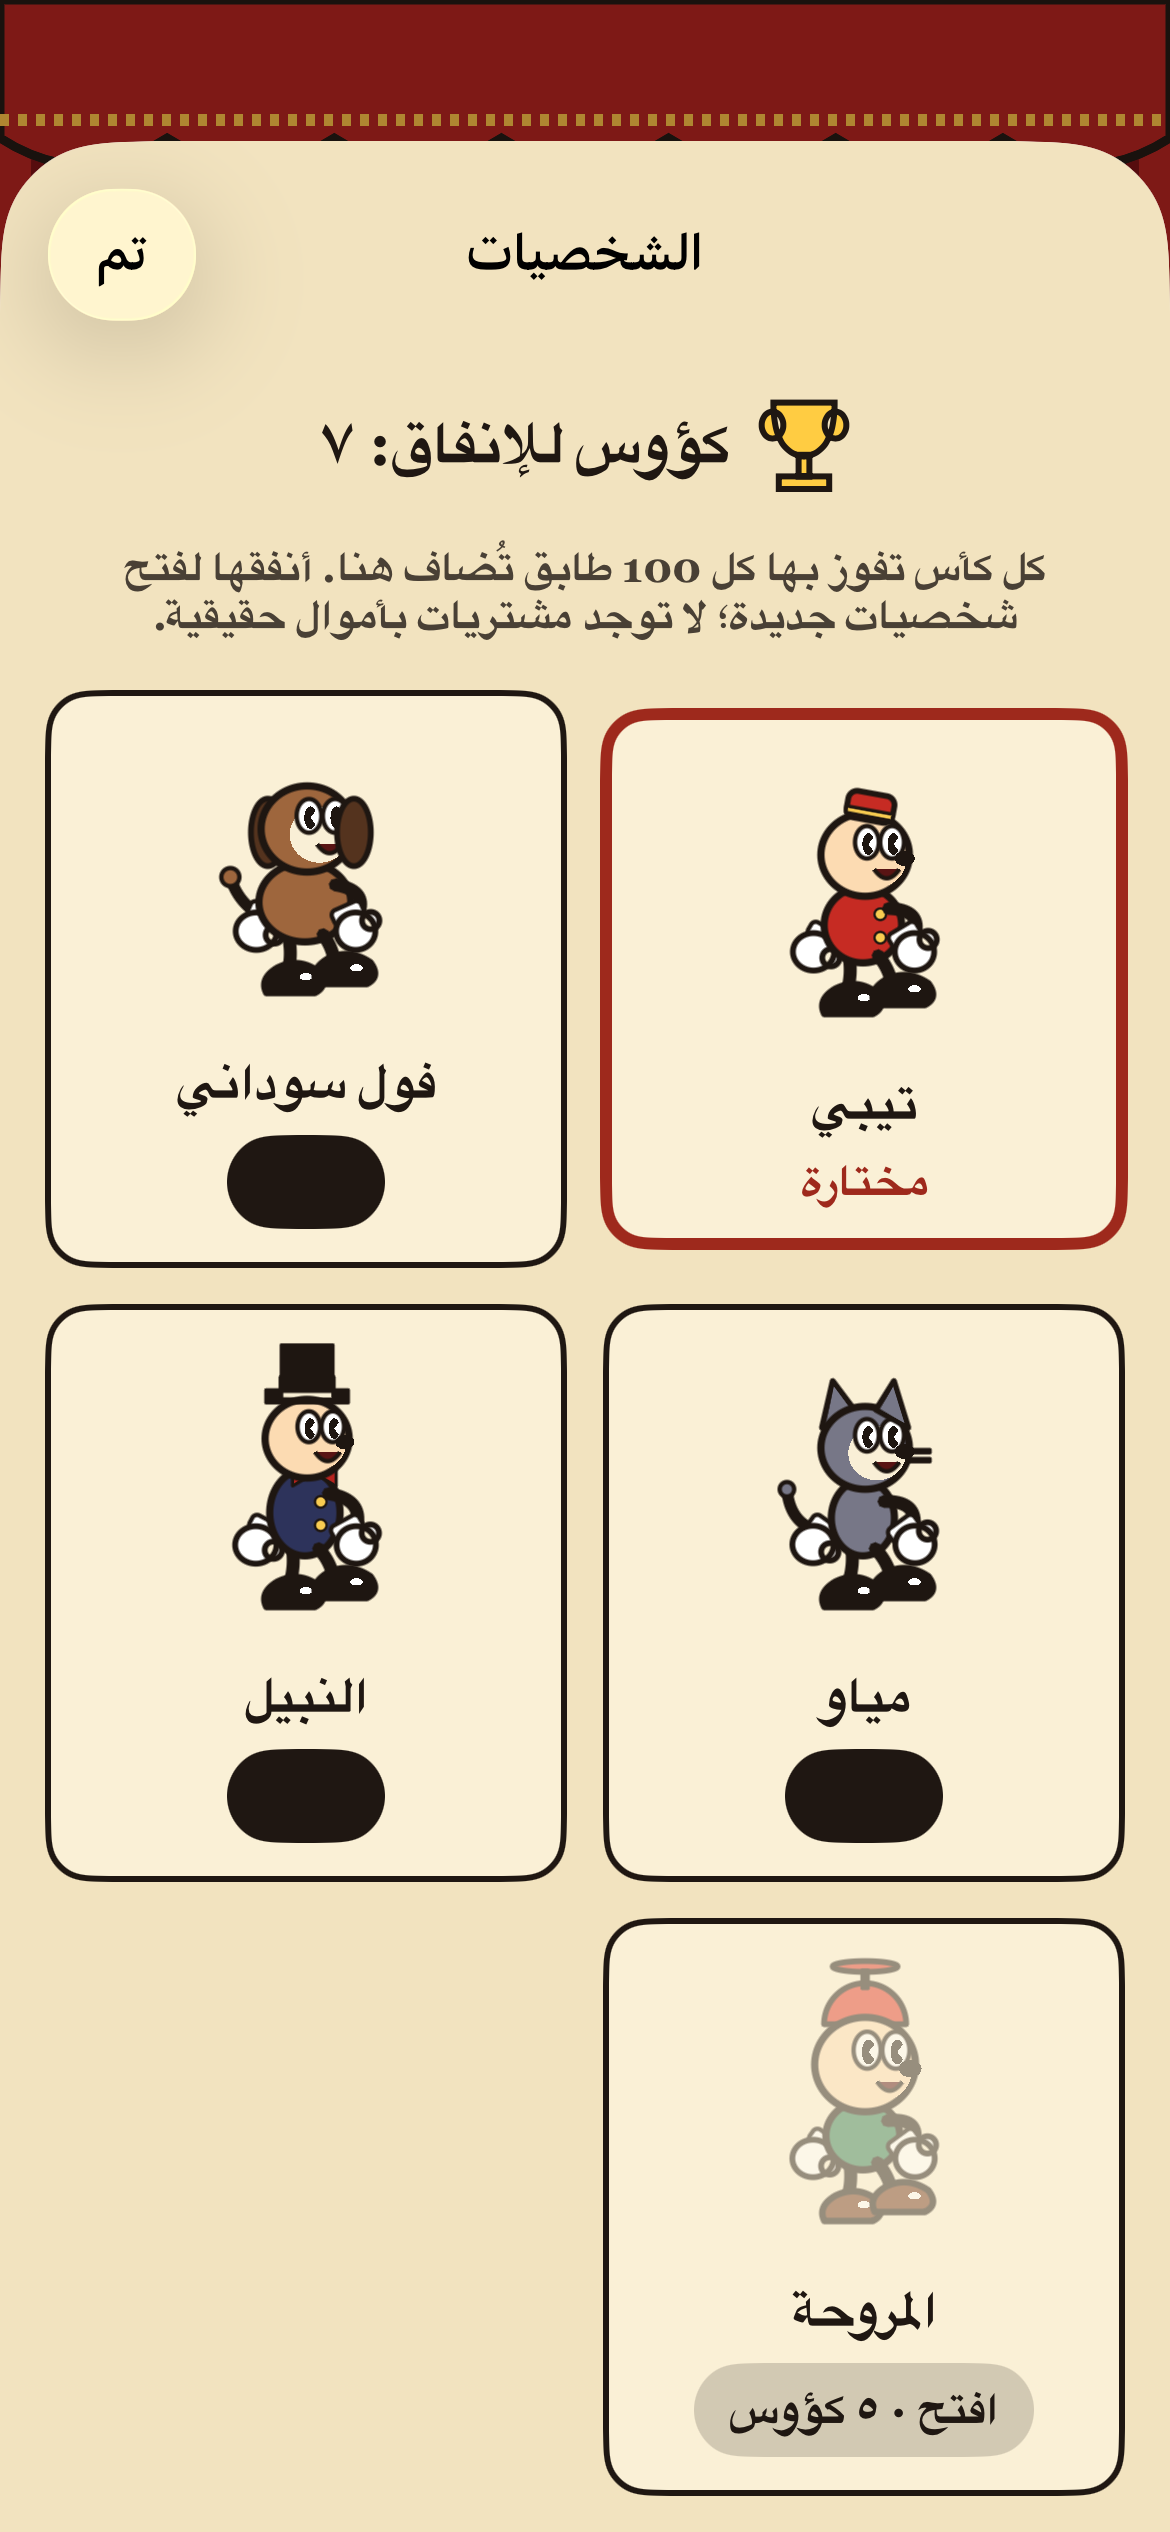 الشخصيات
تم
كؤوس للإنفاق: ٧
كل كأس تفوز بها كل 100 طابق تُضاف هنا. أنفقها لفتح
شخصيات جديدة؛ لا توجد مشتريات بأموال حقيقية.
تيبي
مختارة
فول سوداني
مياو
النبيل
المروحة
افتح · ٥ كؤوس